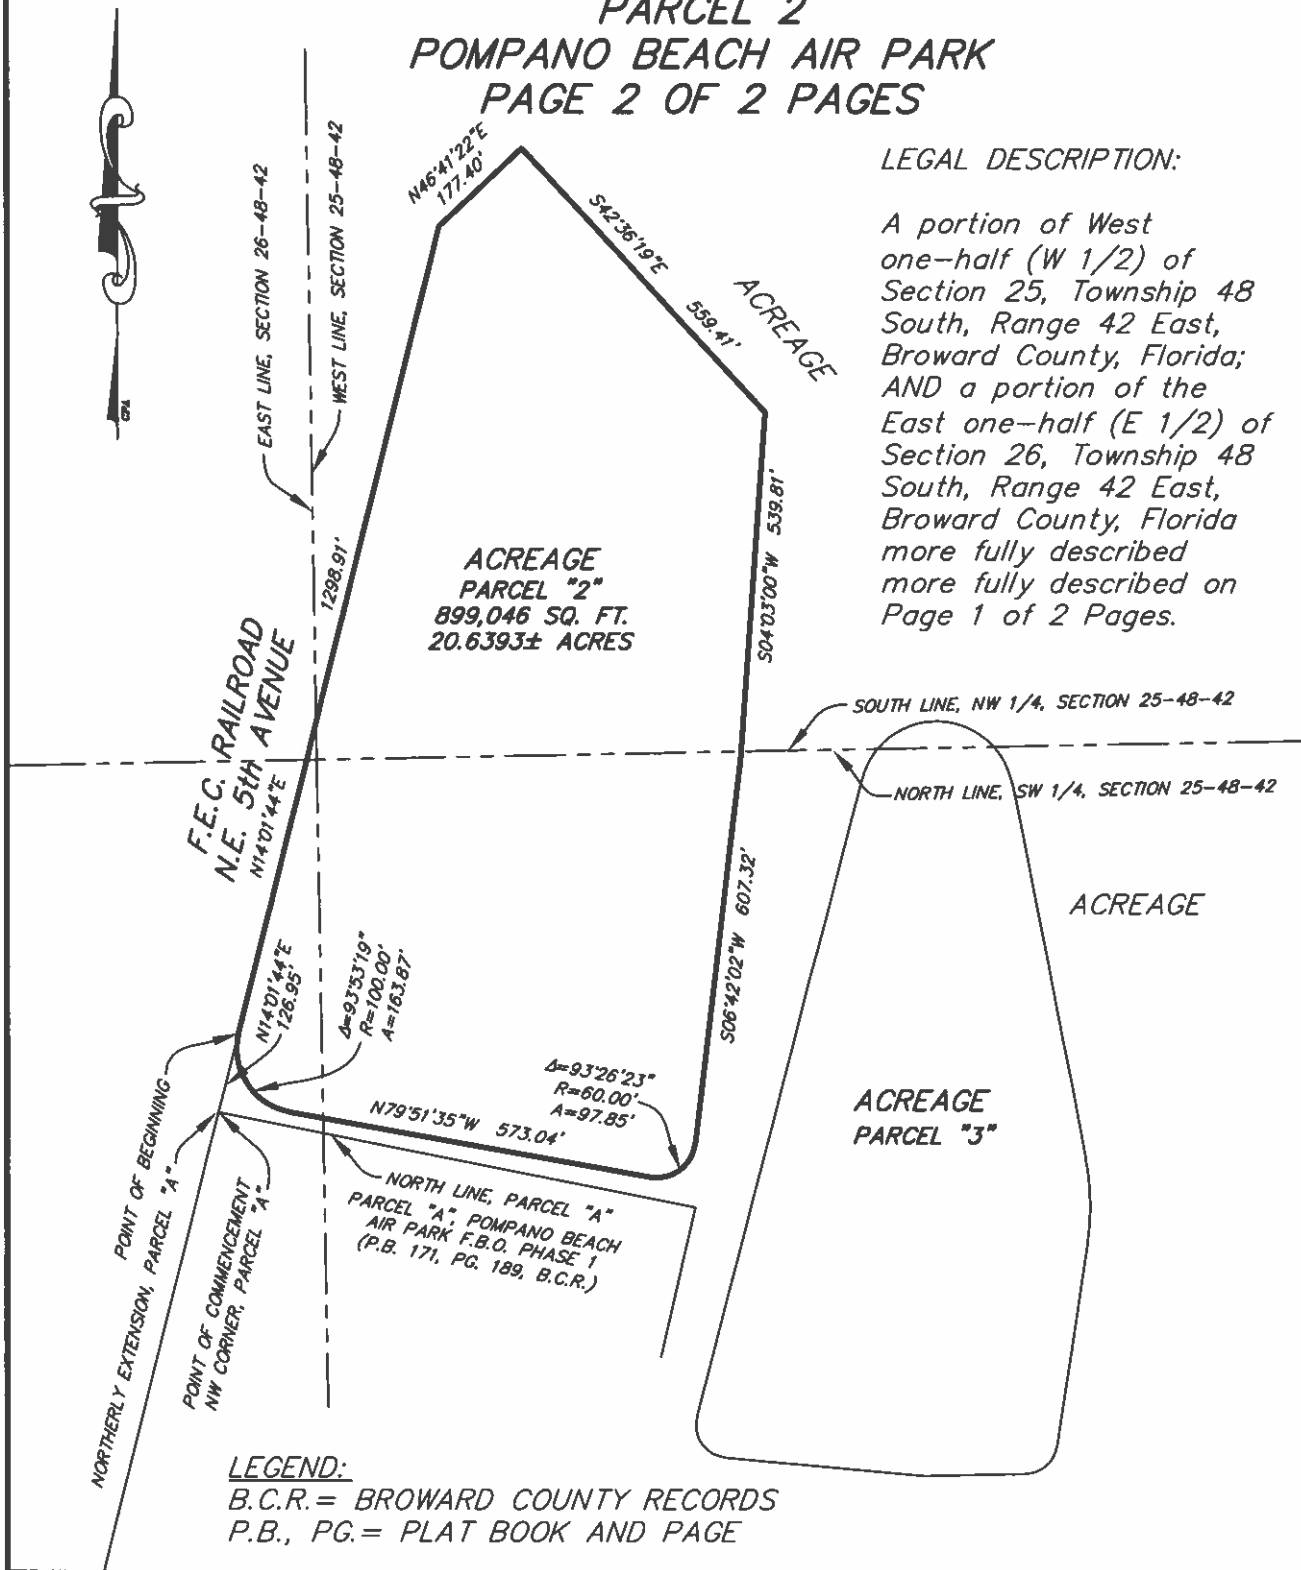 PARCEL 2
POMPANO BEACH AIR PARK
PAGE 2 OF 2 PAGES
LEGAL DESCRIPTION:
A portion of West
one-half (W 1/2) of
Section 25, Township 48
South, Range 42 East,
Broward County, Florida;
AND a portion of the
East one-half (E 1/2) of
Section 26, Township 48
South, Range 42 East,
Broward County, Florida
more fully described
more fully described on
Page 1 of 2 Pages.
EAST LINE, SECTION 26-48-42
WEST LINE, SECTION 25-48-42
N46°41'22"E
177.40'
S42°36'19"E
559.41'
ACREAGE
1298.91'
ACREAGE
PARCEL "2"
899,046 SQ. FT.
20.6393± ACRES
S04°03'00"W 539.81'
F.E.C. RAILROAD
N.E. 5th AVENUE
N14°01'44"E
SOUTH LINE, NW 1/4, SECTION 25-48-42
NORTH LINE, SW 1/4, SECTION 25-48-42
ACREAGE
S06°42'02"W 607.32'
N14°01'44"E
126.95'
Δ=93°53'19"
R=100.00'
A=163.87'
Δ=93°26'23"
R=60.00'
A=97.85'
N79°51'35"W 573.04'
ACREAGE
PARCEL "3"
POINT OF BEGINNING
NORTHERLY EXTENSION, PARCEL "A"
POINT OF COMMENCEMENT
NW CORNER, PARCEL "A"
NORTH LINE, PARCEL "A"
PARCEL "A", POMPANO BEACH
AIR PARK F.B.O. PHASE 1
(P.B. 171, PG. 189, B.C.R.)
LEGEND:
B.C.R.= BROWARD COUNTY RECORDS
P.B., PG.= PLAT BOOK AND PAGE